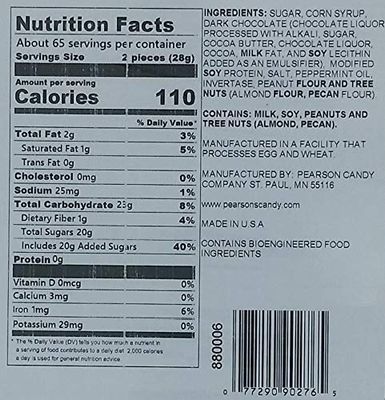 Nutrition Facts
About 65 servings per container
Servings Size 2 pieces (28g)
Amount per serving
Calories 110
% Daily Value*
Total Fat 2g 3%
Saturated Fat 1g 5%
Trans Fat 0g
Cholesterol 0mg 0%
Sodium 25mg 1%
Total Carbohydrate 23g 8%
Dietary Fiber 1g 4%
Total Sugars 20g
Includes 20g Added Sugars 40%
Protein 0g
Vitamin D 0mcg 0%
Calcium 3mg 0%
Iron 1mg 6%
Potassium 29mg 0%
* The % Daily Value (DV) tells you how much a nutrient in
a serving of food contributes to a daily diet. 2,000 calories
a day is used for general nutrition advice.
INGREDIENTS: SUGAR, CORN SYRUP,
DARK CHOCOLATE (CHOCOLATE LIQUOR
PROCESSED WITH ALKALI, SUGAR,
COCOA BUTTER, CHOCOLATE LIQUOR,
COCOA, MILK FAT, AND SOY LECITHIN
ADDED AS AN EMULSIFIER), MODIFIED
SOY PROTEIN, SALT, PEPPERMINT OIL,
INVERTASE, PEANUT FLOUR AND TREE
NUTS (ALMOND FLOUR, PECAN FLOUR).
CONTAINS: MILK, SOY, PEANUTS AND
TREE NUTS (ALMOND, PECAN).
MANUFACTURED IN A FACILITY THAT
PROCESSES EGG AND WHEAT.
MANUFACTURED BY: PEARSON CANDY
COMPANY ST. PAUL, MN 55116
www.pearsonscandy.com
MADE IN U.S.A
CONTAINS BIOENGINEERED FOOD
INGREDIENTS
880006
0 77290 90276 5